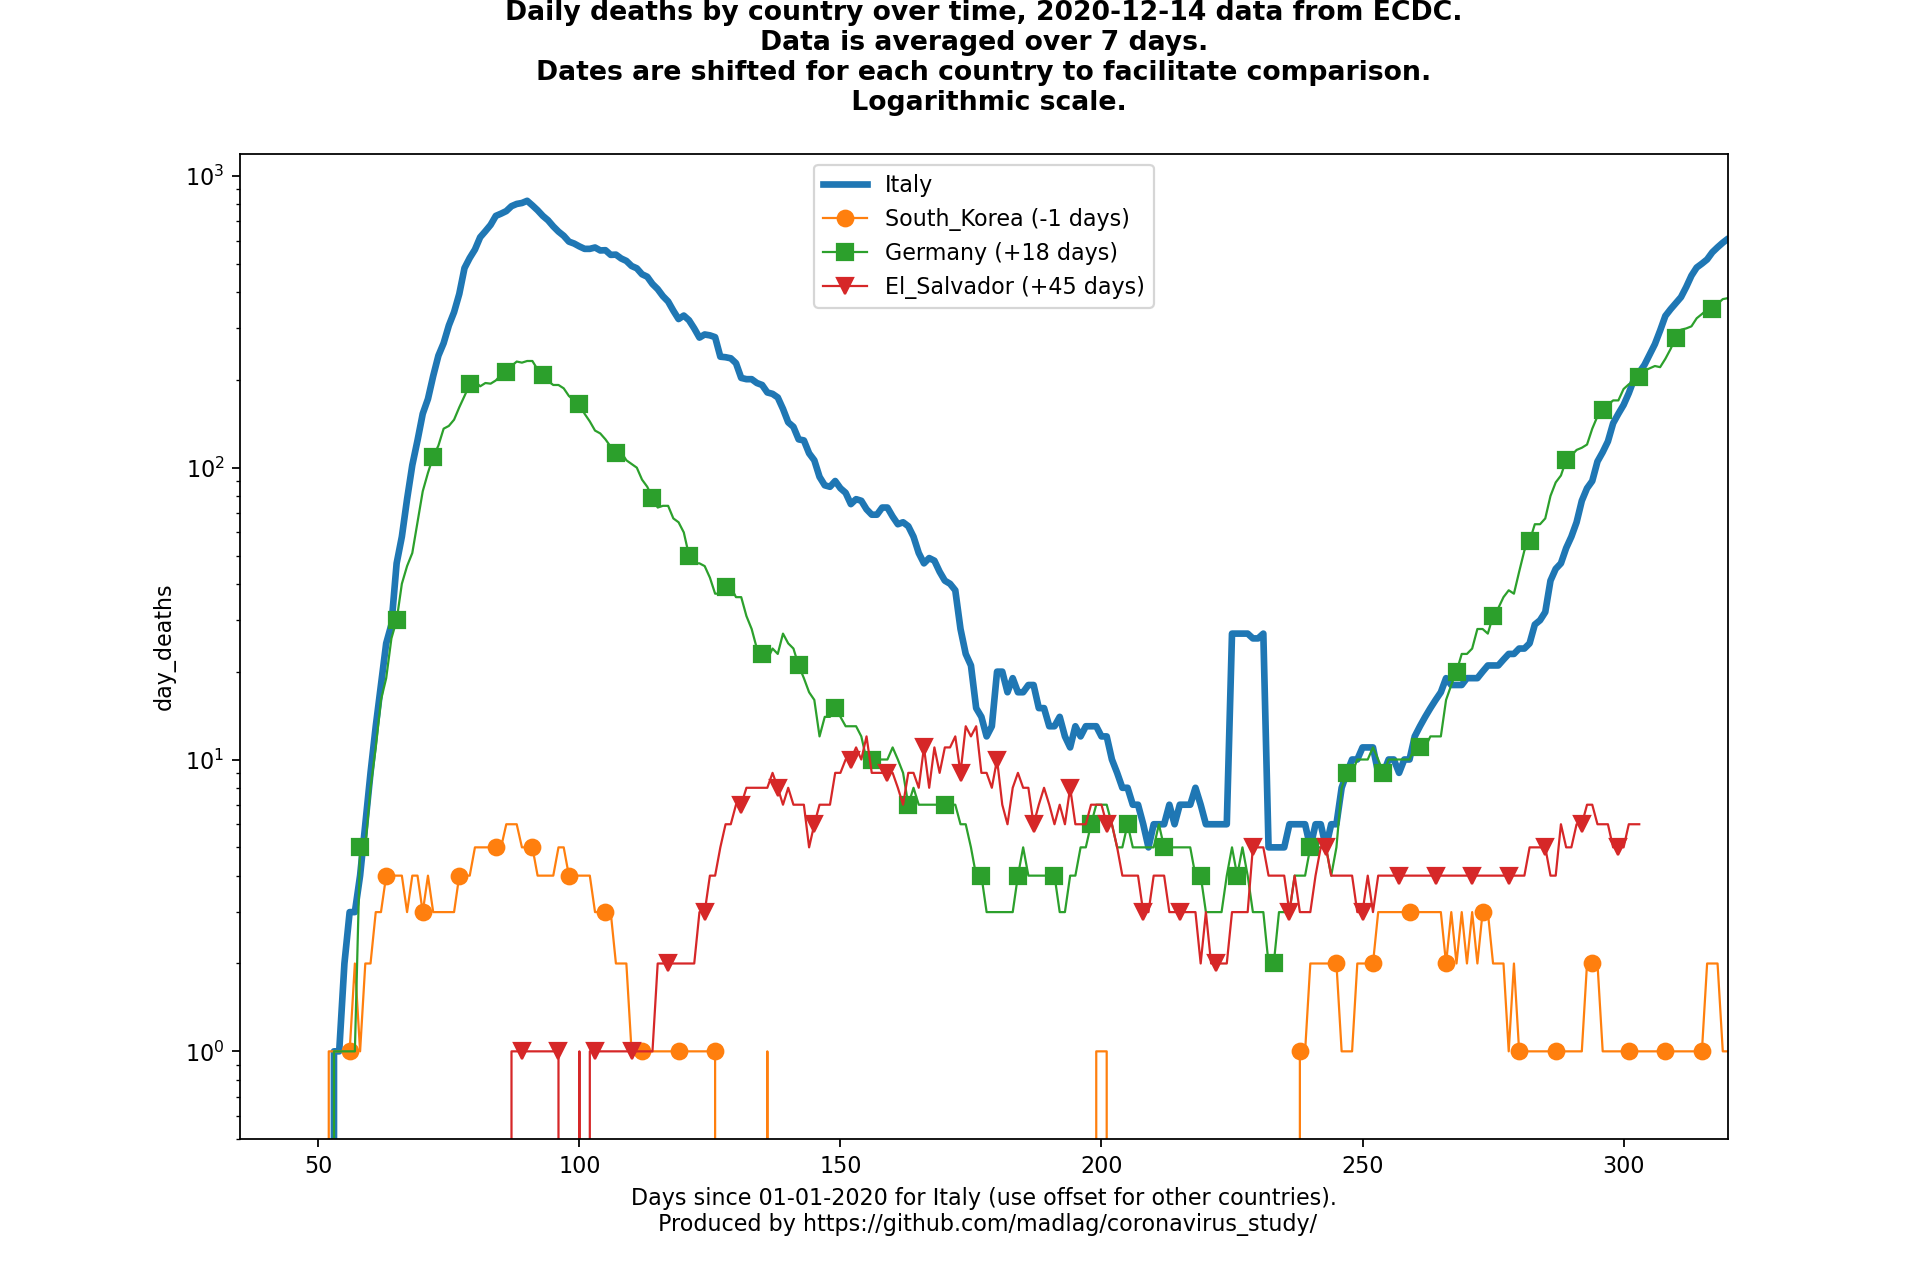 Daily deaths by country over time, 2020-12-14 data from ECDC.
Data is averaged over 7 days.
Dates are shifted for each country to facilitate comparison.
Logarithmic scale.
10³
Italy
South_Korea (-1 days)
Germany (+18 days)
El_Salvador (+45 days)
10²
day_deaths
10¹
10⁰
50 100 150 200 250 300
Days since 01-01-2020 for Italy (use offset for other countries).
Produced by https://github.com/madlag/coronavirus_study/